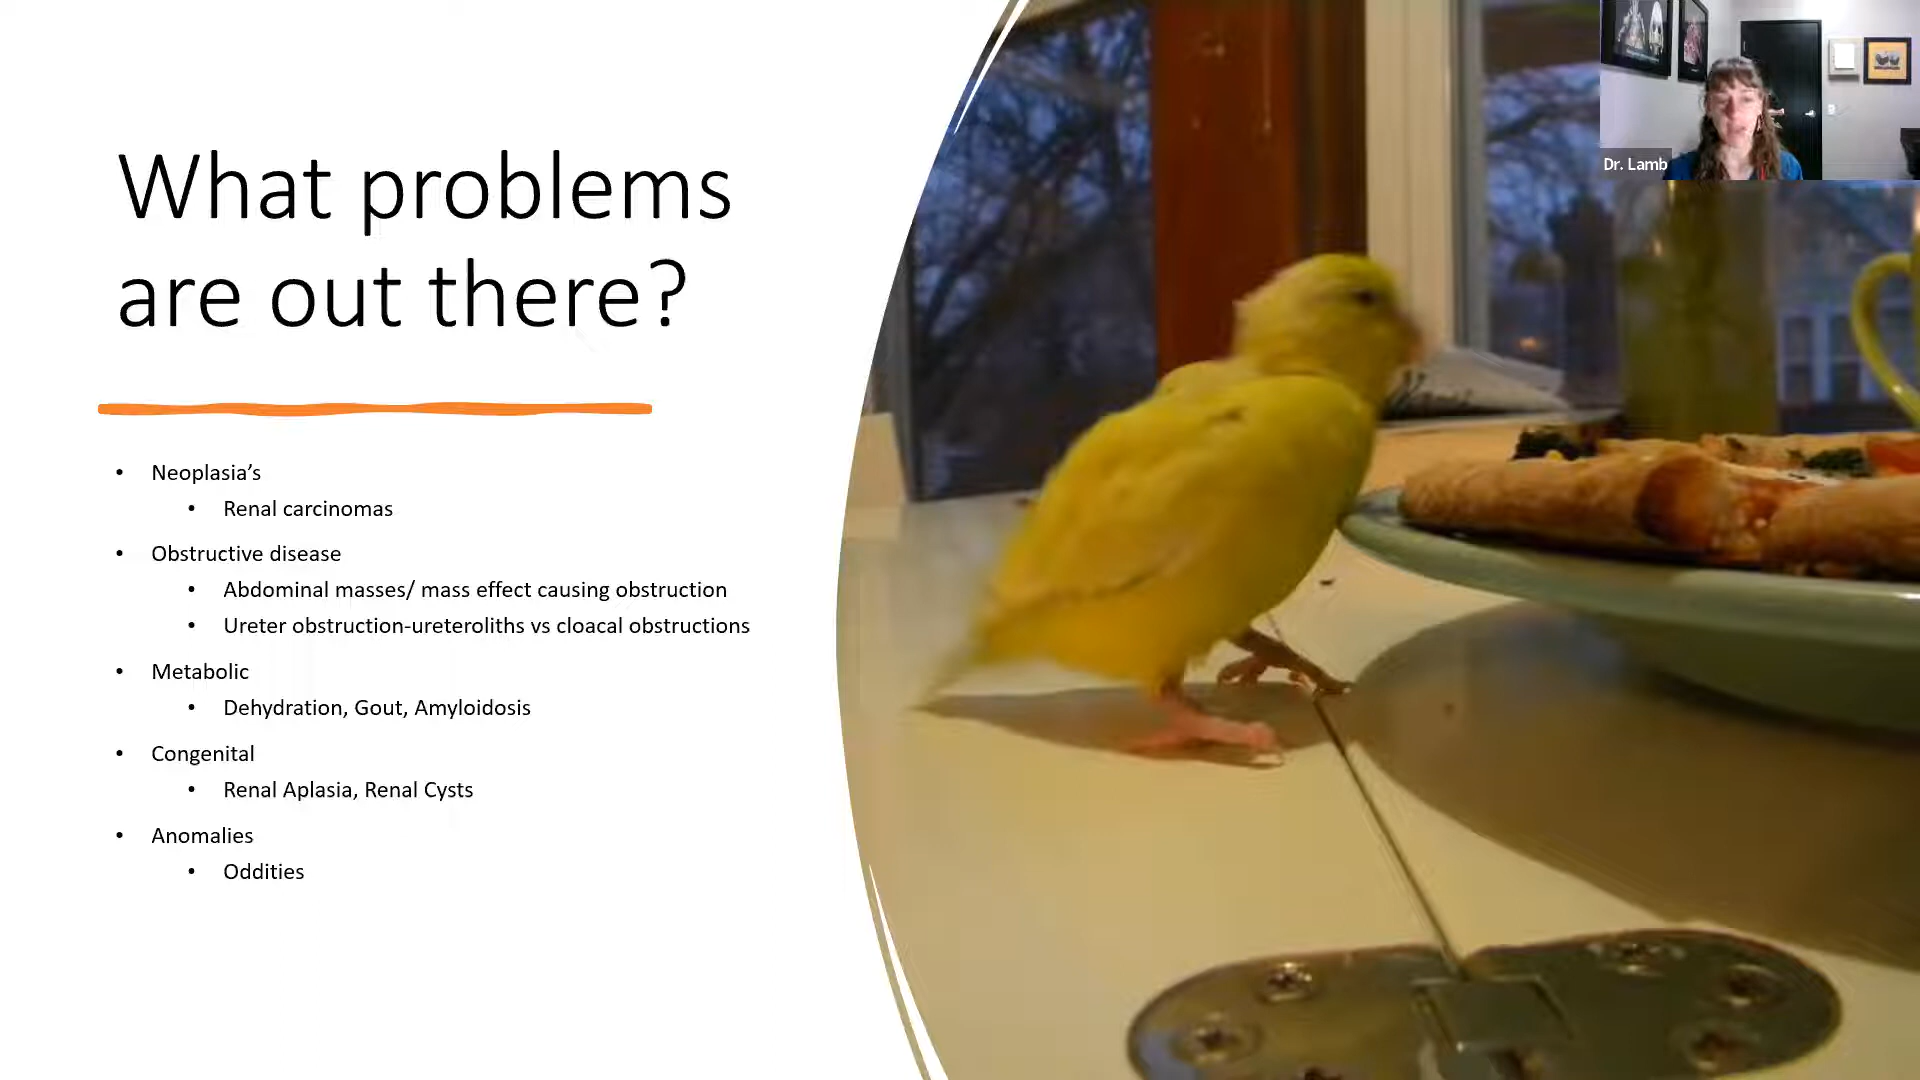 What problems
are out there?
• Neoplasia’s
• Renal carcinomas
• Obstructive disease
• Abdominal masses/ mass effect causing obstruction
• Ureter obstruction-ureteroliths vs cloacal obstructions
• Metabolic
• Dehydration, Gout, Amyloidosis
• Congenital
• Renal Aplasia, Renal Cysts
• Anomalies
• Oddities
Dr. Lamb